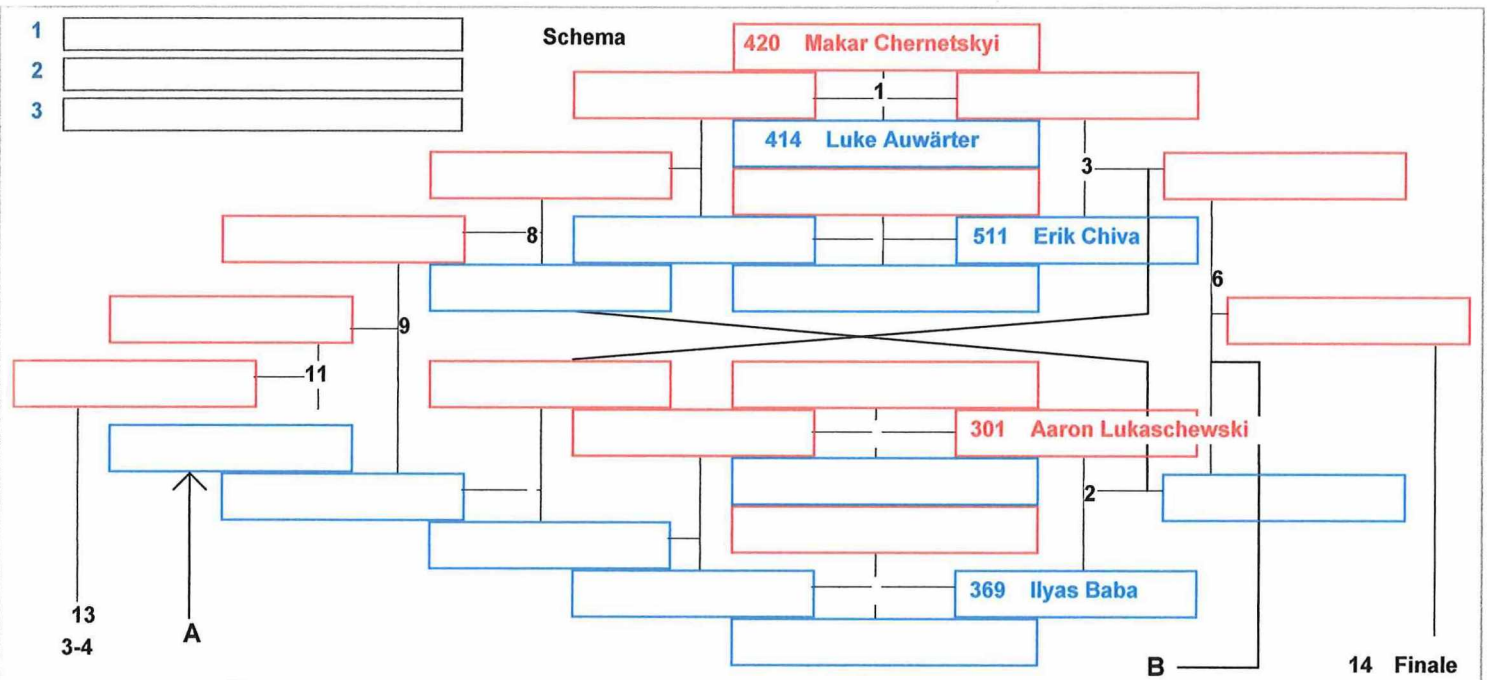 1
Schema
420 Makar Chernetskyi
2
1
3
414 Luke Auwärter
3
8
511 Erik Chiva
6
9
11
301 Aaron Lukaschewski
2
369 Ilyas Baba
13
A
3-4
B
14 Finale